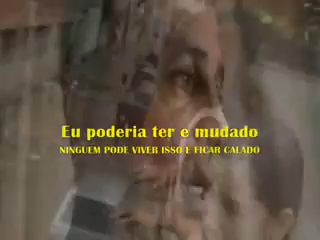 Eu poderia ter e mudado
NINGUEM PODE VIVER ISSO E FICAR CALADO